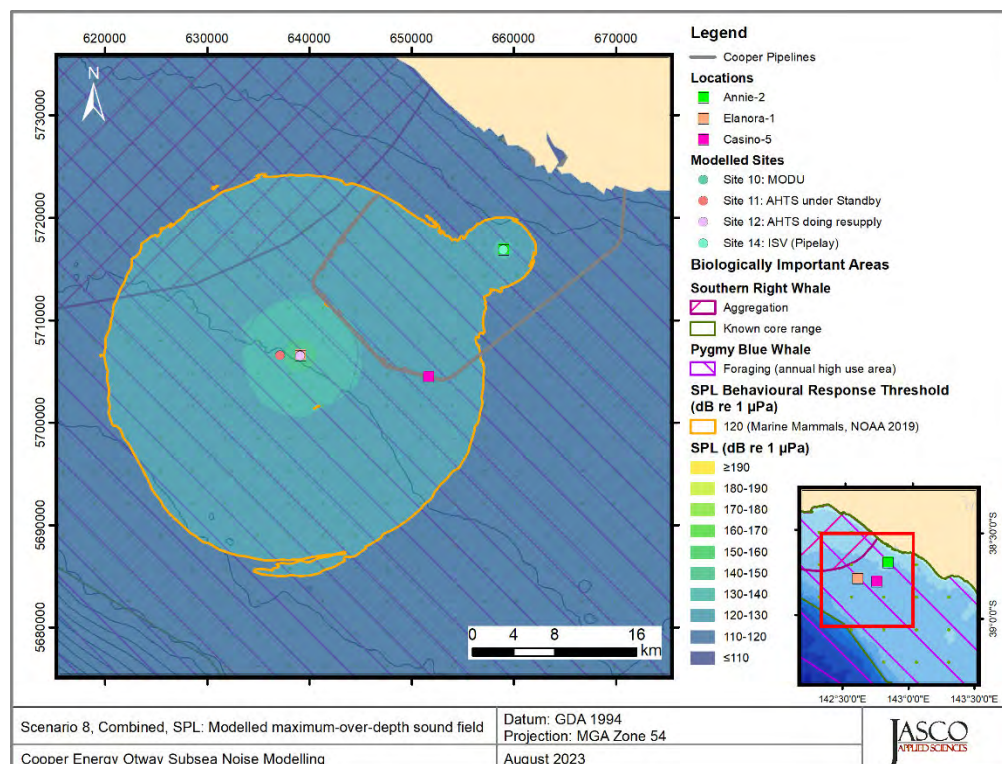 620000 630000 640000 650000 660000 670000
5730000
5720000
5710000
5700000
5690000
5680000
N
0 4 8 16
km
Legend
Cooper Pipelines
Locations
Annie-2
Elanora-1
Casino-5
Modelled Sites
Site 10: MODU
Site 11: AHTS under Standby
Site 12: AHTS doing resupply
Site 14: ISV (Pipelay)
Biologically Important Areas
Southern Right Whale
Aggregation
Known core range
Pygmy Blue Whale
Foraging (annual high use area)
SPL Behavioural Response Threshold
(dB re 1 µPa)
120 (Marine Mammals, NOAA 2019)
SPL (dB re 1 µPa)
≥190
180-190
170-180
160-170
150-160
140-150
130-140
120-130
110-120
≤110
38°30'0"S
39°0'0"S
142°30'0"E 143°0'0"E 143°30'0"E
Scenario 8, Combined, SPL: Modelled maximum-over-depth sound field
Datum: GDA 1994
Projection: MGA Zone 54
Cooper Energy Otway Subsea Noise Modelling
August 2023
JASCO
APPLIED SCIENCES